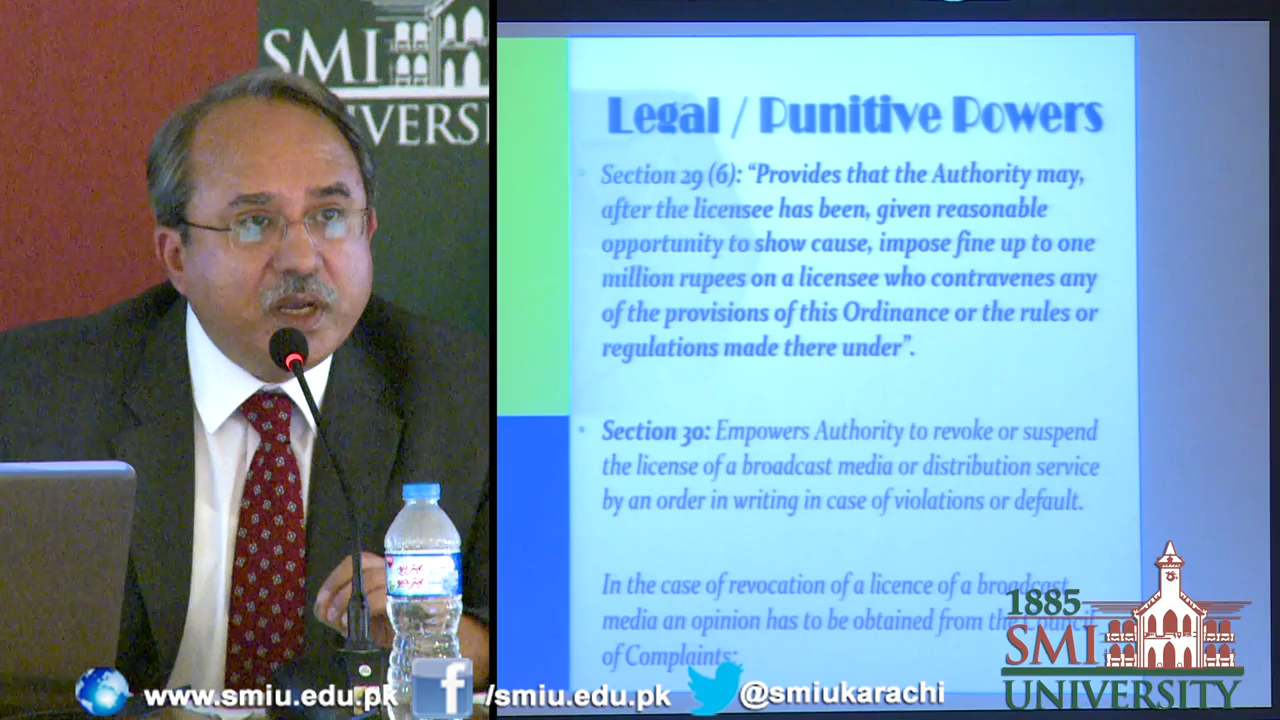 SMI
VERS
Legal / Punitive Powers
Section 29 (6): “Provides that the Authority may,
after the licensee has been, given reasonable
opportunity to show cause, impose fine up to one
million rupees on a licensee who contravenes any
of the provisions of this Ordinance or the rules or
regulations made there under”.
Section 30: Empowers Authority to revoke or suspend
the license of a broadcast media or distribution service
by an order in writing in case of violations or default.
In the case of revocation of a licence of a broadcast
media an opinion has to be obtained from the Council
of Complaints:
1885
SMI
UNIVERSITY
www.smiu.edu.pk
f /smiu.edu.pk
@smiukarachi